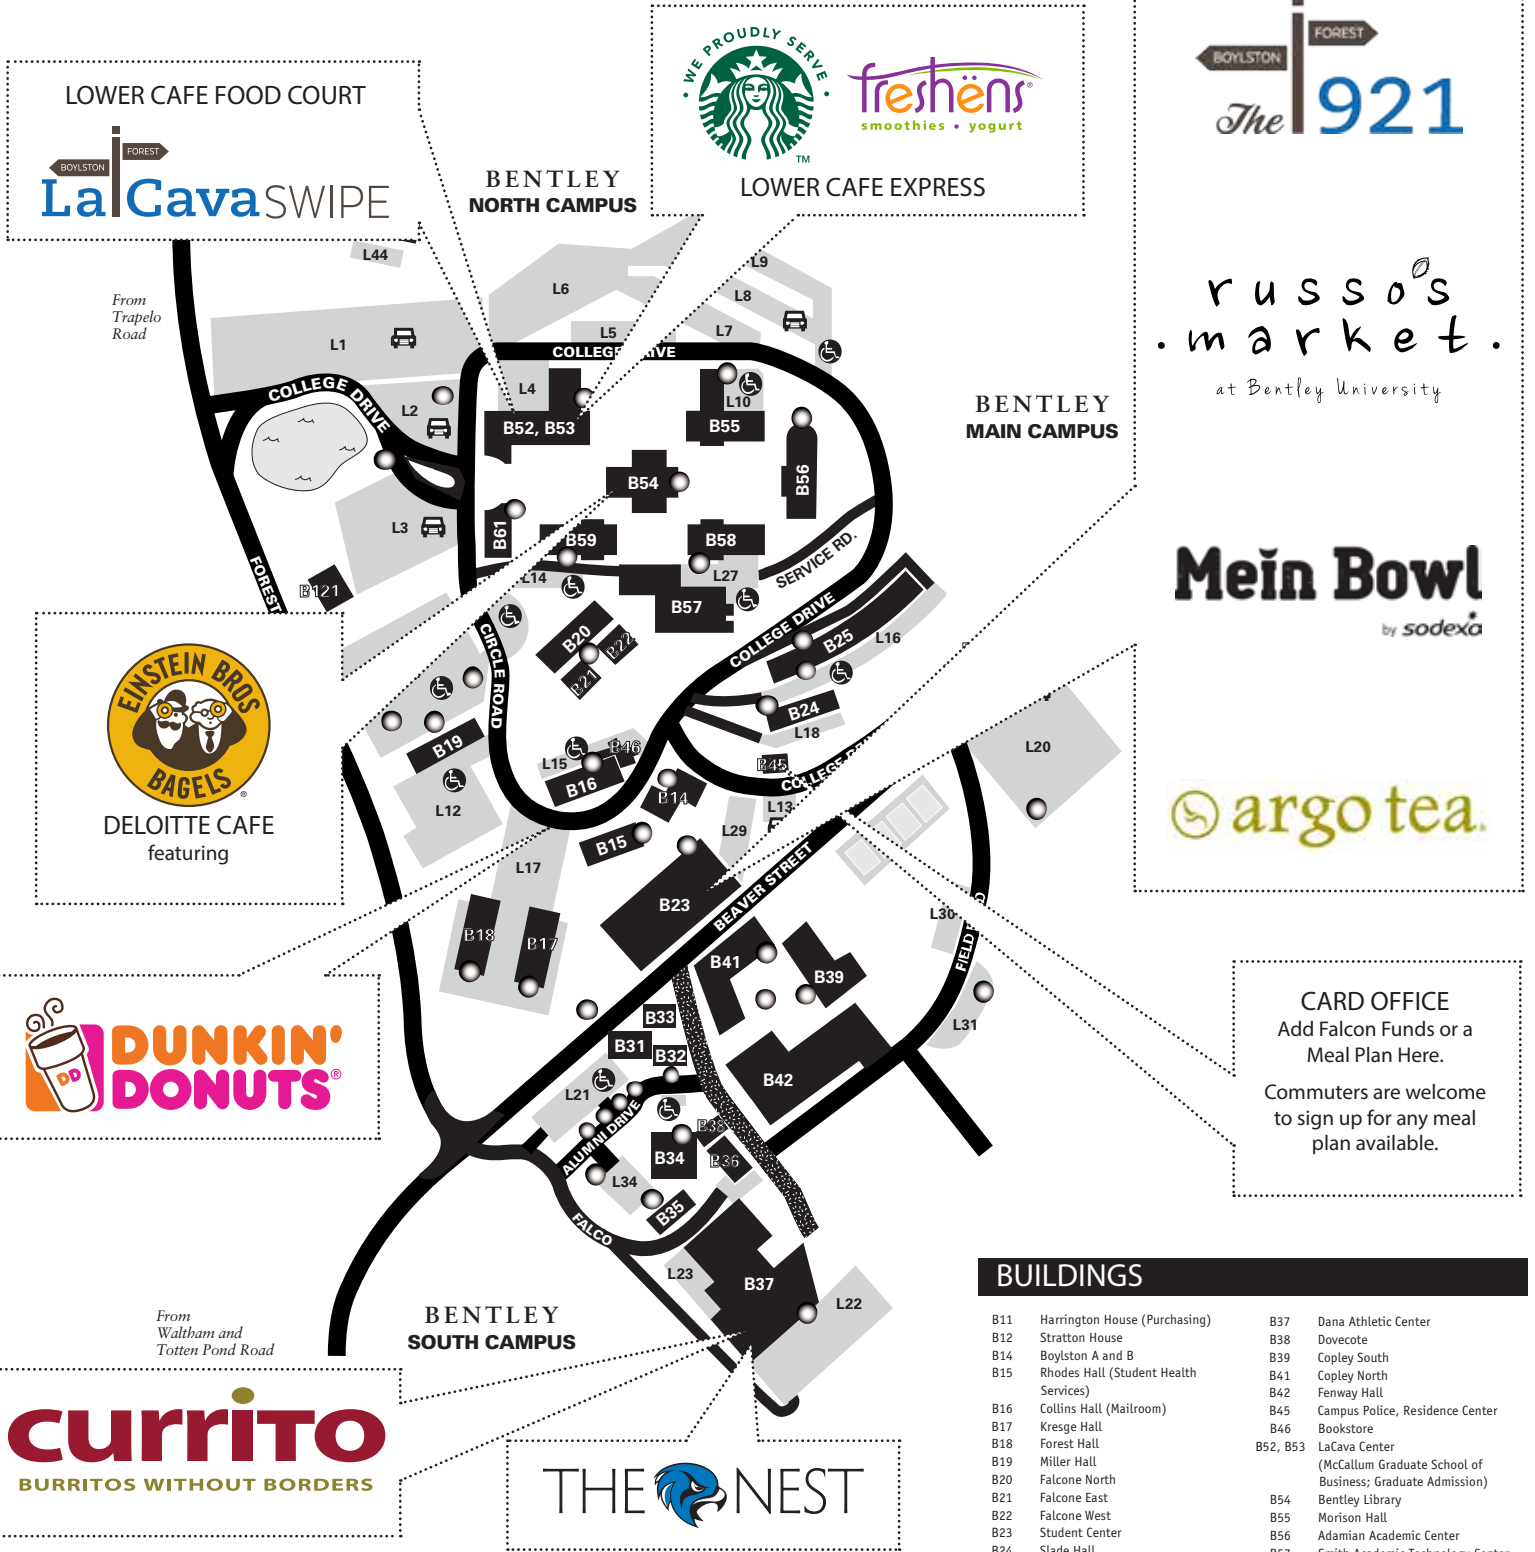 LOWER CAFE FOOD COURT
BOYLSTON
FOREST
LaCava SWIPE
WE PROUDLY SERVE
TM
freshëns®
smoothies • yogurt
LOWER CAFE EXPRESS
BOYLSTON
FOREST
The 921
russo's
. market .
at Bentley University
Mein Bowl
by sodexo
argo tea.
BENTLEY
NORTH CAMPUS
BENTLEY
MAIN CAMPUS
From
Trapelo
Road
L44
L9
L6
L8
L1
L5
L7
COLLEGE DRIVE
COLLEGE DRIVE
L4
L2
L10
B52, B53
B55
B54
B56
L3
B61
B59
B58
SERVICE RD.
L14
L27
FOREST
B121
B57
COLLEGE DRIVE
CIRCLE ROAD
B20
B22
B21
B25
L16
B24
L18
B19
L15
B46
B16
B45
L20
L12
B14
L13
B15
L29
L17
BEAVER STREET
B23
L30
B18
B17
B41
B39
L31
B33
B31
B32
B42
L21
ALUMNI DRIVE
B38
B34
B36
L34
B35
FALCO
L23
B37
L22
EINSTEIN BROS
BAGELS
®
DELOITTE CAFE
featuring
DD
DUNKIN'
DONUTS®
CARD OFFICE
Add Falcon Funds or a
Meal Plan Here.
Commuters are welcome
to sign up for any meal
plan available.
BENTLEY
SOUTH CAMPUS
From
Waltham and
Totten Pond Road
currito
BURRITOS WITHOUT BORDERS
THE NEST
BUILDINGS
B11 Harrington House (Purchasing)
B12 Stratton House
B14 Boylston A and B
B15 Rhodes Hall (Student Health
Services)
B16 Collins Hall (Mailroom)
B17 Kresge Hall
B18 Forest Hall
B19 Miller Hall
B20 Falcone North
B21 Falcone East
B22 Falcone West
B23 Student Center
B24 Slade Hall
B37 Dana Athletic Center
B38 Dovecote
B39 Copley South
B41 Copley North
B42 Fenway Hall
B45 Campus Police, Residence Center
B46 Bookstore
B52, B53 LaCava Center
(McCallum Graduate School of
Business; Graduate Admission)
B54 Bentley Library
B55 Morison Hall
B56 Adamian Academic Center
B57 Smith Academic Technology Center